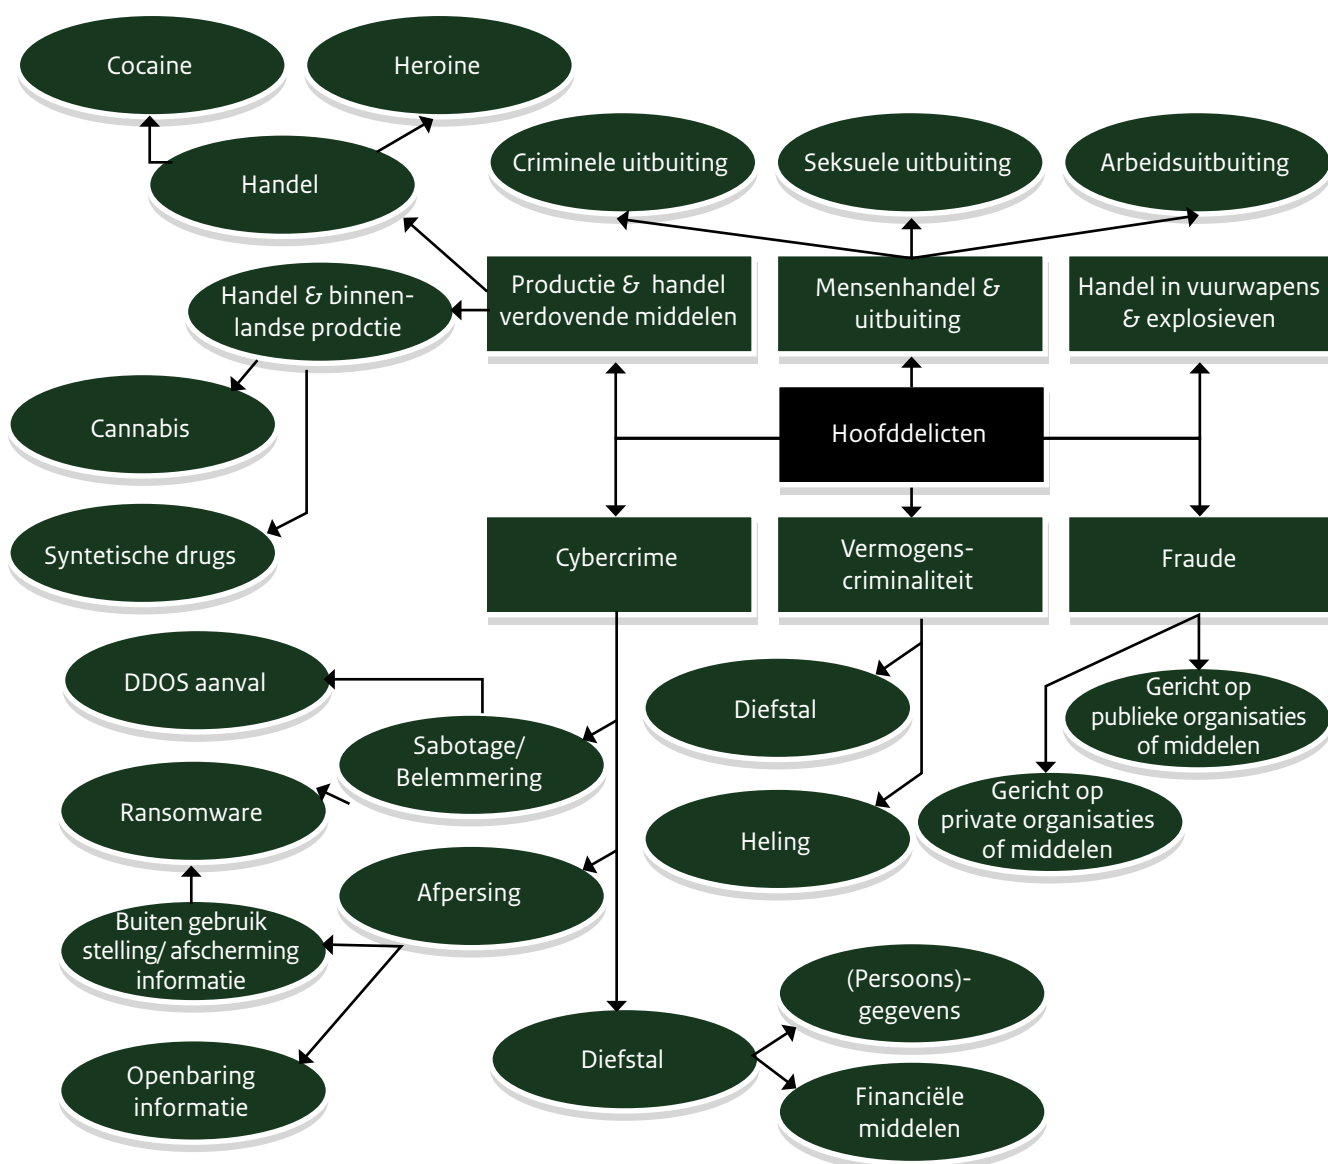 Cocaine
Heroine
Handel
Criminele uitbuiting
Seksuele uitbuiting
Arbeidsuitbuiting
Handel & binnen-
landse prodctie
Productie & handel
verdovende middelen
Mensenhandel &
uitbuiting
Handel in vuurwapens
& explosieven
Cannabis
Hoofddelicten
Syntetische drugs
Cybercrime
Vermogens-
criminaliteit
Fraude
DDOS aanval
Sabotage/
Belemmering
Diefstal
Gericht op
publieke organisaties
of middelen
Ransomware
Heling
Gericht op
private organisaties
of middelen
Afpersing
Buiten gebruik
stelling/ afscherming
informatie
(Persoons)-
gegevens
Openbaring
informatie
Diefstal
Financiële
middelen